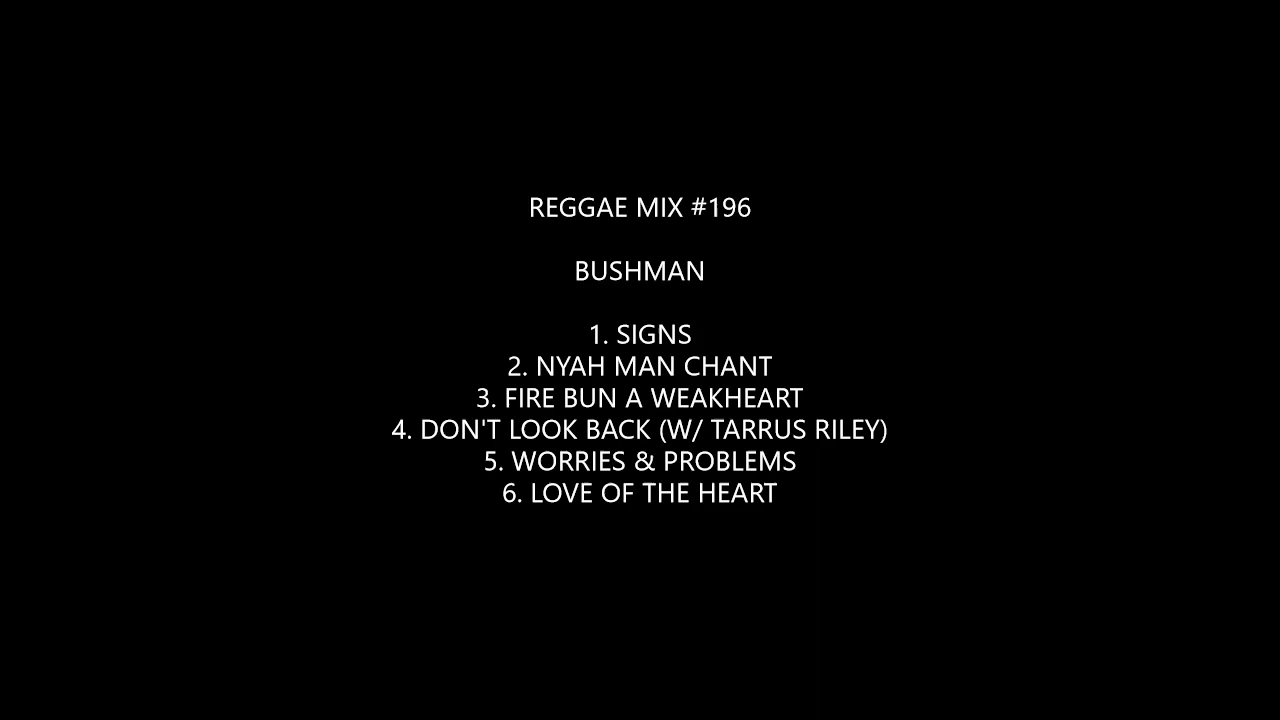 REGGAE MIX #196
BUSHMAN
1. SIGNS
2. NYAH MAN CHANT
3. FIRE BUN A WEAKHEART
4. DON'T LOOK BACK (W/ TARRUS RILEY)
5. WORRIES & PROBLEMS
6. LOVE OF THE HEART